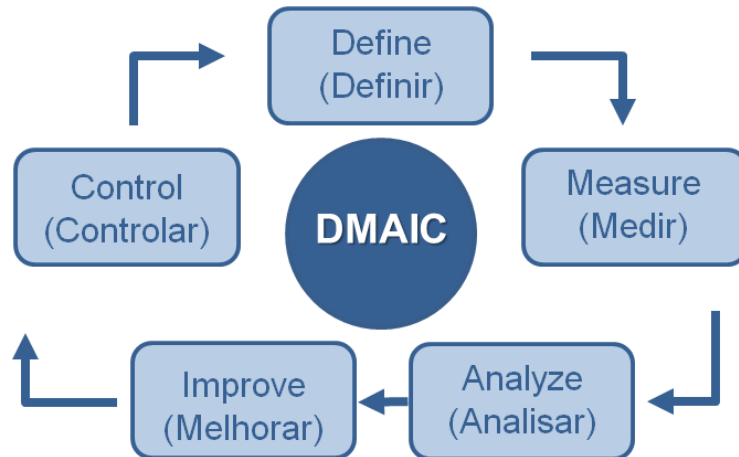 Define
(Definir)
Measure
(Medir)
Analyze
(Analisar)
Improve
(Melhorar)
Control
(Controlar)
DMAIC